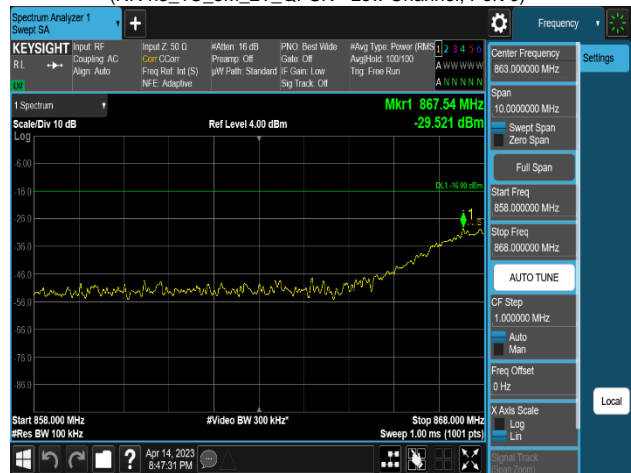 Spectrum Analyzer 1
Swept SA
Frequency
KEYSIGHT
RL
Input: RF
Coupling: AC
Align: Auto
Input Z: 50 Ω
Corr CCorr
Freq Ref: Int (S)
NFE: Adaptive
#Atten: 16 dB
Preamp: Off
µW Path: Standard
PNO: Best Wide
Gate: Off
IF Gain: Low
Sig Track: Off
#Avg Type: Power (RMS
Avg|Hold: 100/100
Trig: Free Run
1 2 3 4 5 6
A W W W W W
A N N N N N
LV
1 Spectrum
Mkr1 867.54 MHz
Scale/Div 10 dB
Ref Level 4.00 dBm
-29.521 dBm
Log
-6.00
-16.0
DL1 -16.00 dBm
-26.0
1
-36.0
-46.0
-56.0
-66.0
-76.0
-86.0
Start 858.000 MHz
#Video BW 300 kHz*
Stop 868.000 MHz
#Res BW 100 kHz
Sweep 1.00 ms (1001 pts)
?
Apr 14, 2023
8:47:31 PM
Center Frequency
863.000000 MHz
Settings
Span
10.0000000 MHz
Swept Span
Zero Span
Full Span
Start Freq
858.000000 MHz
Stop Freq
868.000000 MHz
AUTO TUNE
CF Step
1.000000 MHz
Auto
Man
Freq Offset
0 Hz
Local
X Axis Scale
Log
Lin
Signal Track
(Span Zoom)